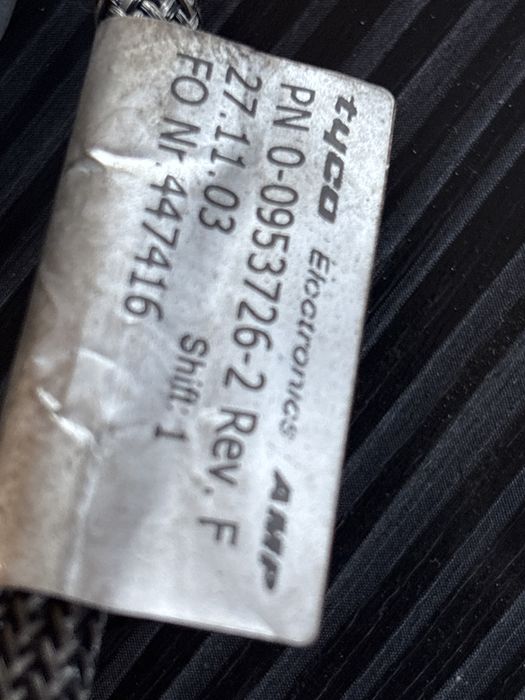 tyco Electronics AMP
PN 0-0953726-2 Rev. F
27.11.03 Shift: 1
FO Nr. 447416